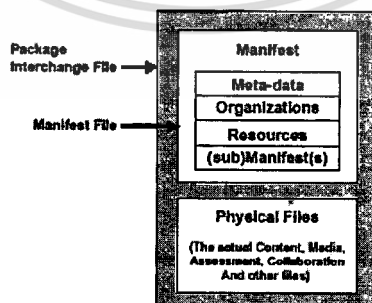 Package
Interchange File
Manifest File
Manifest
Meta-data
Organizations
Resources
(sub)Manifest(s)
Physical Files
(The actual Content, Media,
Assessment, Collaboration
And other files)